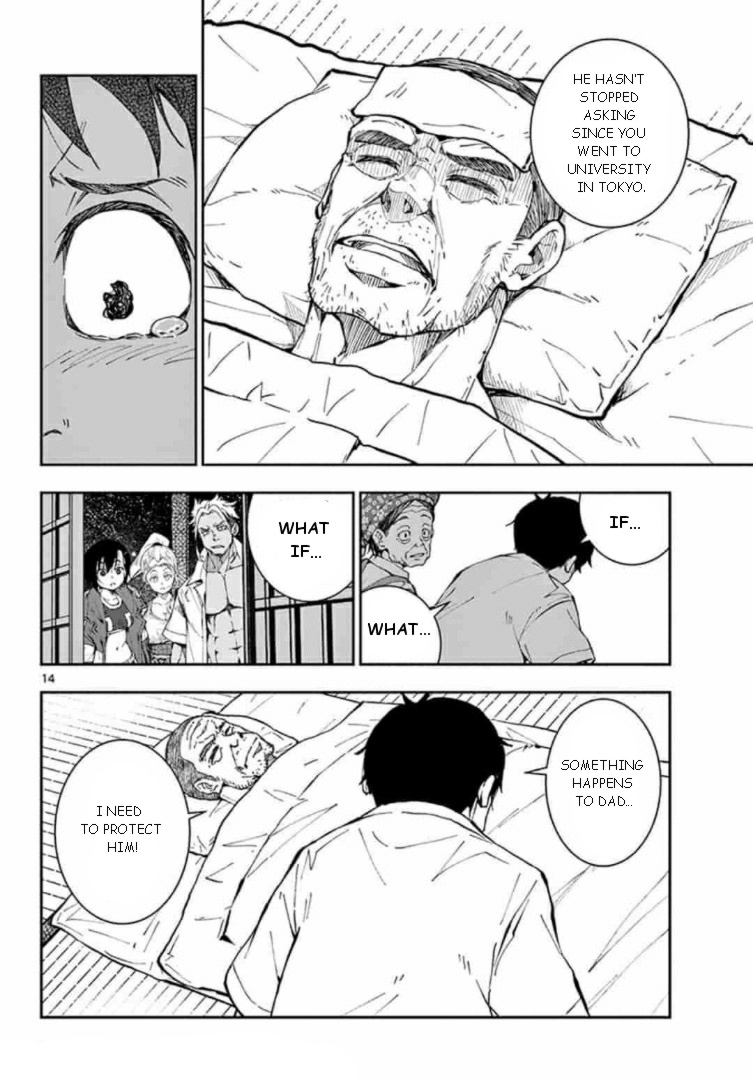 HE HASN'T
STOPPED
ASKING
SINCE YOU
WENT TO
UNIVERSITY
IN TOKYO.
IF...
WHAT...
WHAT
IF...
14
SOMETHING
HAPPENS
TO DAD...
I NEED
TO PROTECT
HIM!